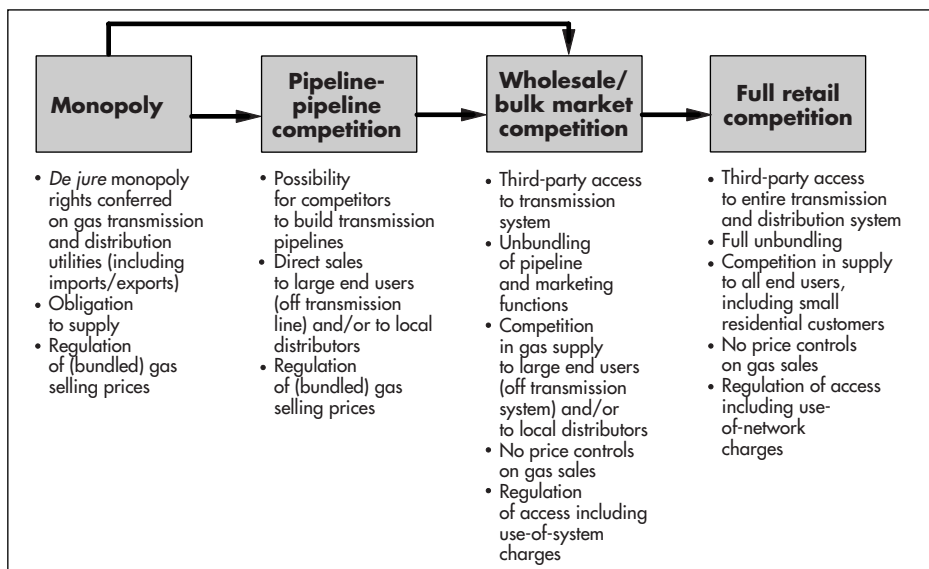 Monopoly
Pipeline-
pipeline
competition
Wholesale/
bulk market
competition
Full retail
competition
• De jure monopoly
rights conferred
on gas transmission
and distribution
utilities (including
imports/exports)
• Obligation
to supply
• Regulation
of (bundled) gas
selling prices
• Possibility
for competitors
to build transmission
pipelines
• Direct sales
to large end users
(off transmission
line) and/or to local
distributors
• Regulation
of (bundled) gas
selling prices
• Third-party access
to transmission
system
• Unbundling
of pipeline
and marketing
functions
• Competition
in gas supply
to large end users
(off transmission
system) and/or
to local distributors
• No price controls
on gas sales
• Regulation
of access including
use-of-system
charges
• Third-party access
to entire transmission
and distribution system
• Full unbundling
• Competition in supply
to all end users,
including small
residential customers
• No price controls
on gas sales
• Regulation of access
including use-
of-network
charges